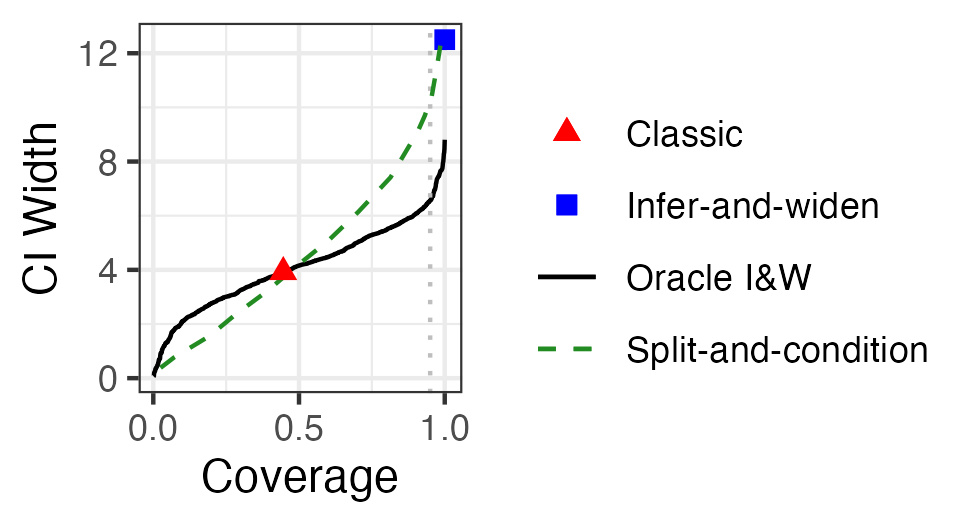 CI Width
12
8
4
0
0.0 0.5 1.0
Coverage
Classic
Infer-and-widen
Oracle I&W
Split-and-condition